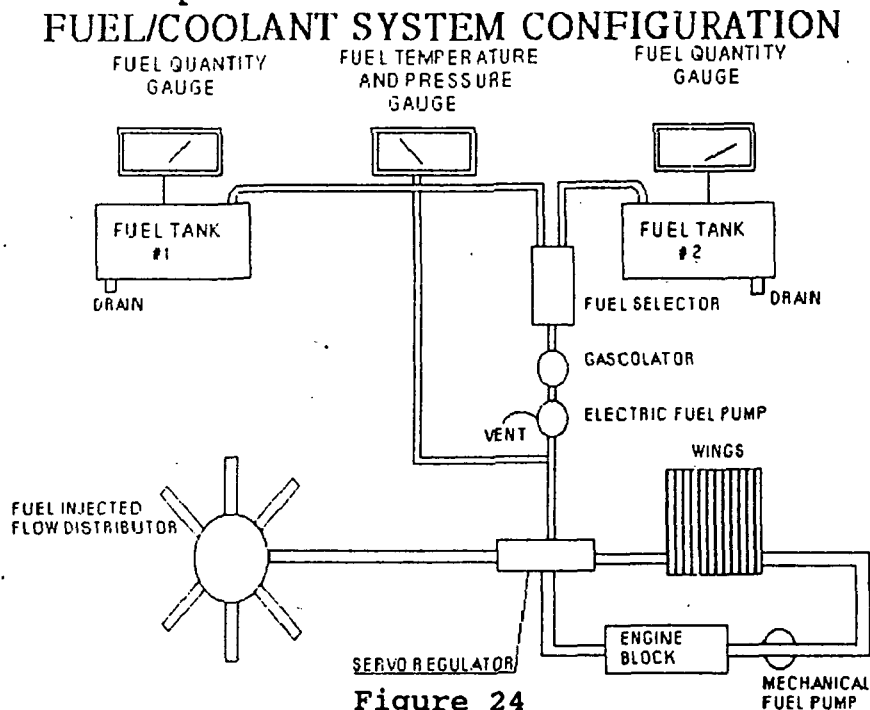 FUEL/COOLANT SYSTEM CONFIGURATION
FUEL QUANTITY
GAUGE
FUEL TEMPERATURE
AND PRESSURE
GAUGE
FUEL QUANTITY
GAUGE
FUEL TANK
#1
FUEL TANK
#2
DRAIN
DRAIN
FUEL SELECTOR
GASCOLATOR
ELECTRIC FUEL PUMP
VENT
WINGS
FUEL INJECTED
FLOW DISTRIBUTOR
ENGINE
BLOCK
SERVO REGULATOR
MECHANICAL
FUEL PUMP
Figure 24